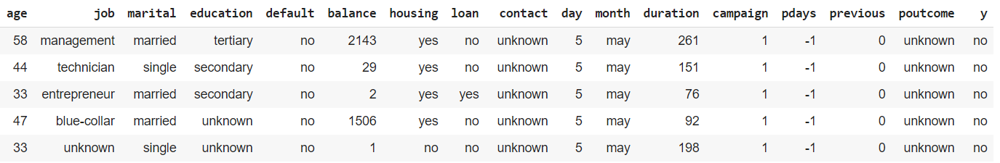 age job marital education default balance housing loan contact day month duration campaign pdays previous poutcome y
58 management married tertiary no 2143 yes no unknown 5 may 261 1 -1 0 unknown no
44 technician single secondary no 29 yes no unknown 5 may 151 1 -1 0 unknown no
33 entrepreneur married secondary no 2 yes yes unknown 5 may 76 1 -1 0 unknown no
47 blue-collar married unknown no 1506 yes no unknown 5 may 92 1 -1 0 unknown no
33 unknown single unknown no 1 no no unknown 5 may 198 1 -1 0 unknown no